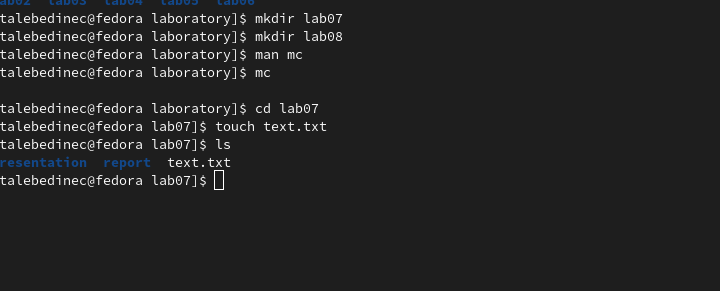 ab02 lab03 lab04 lab05 lab06
talebedinec@fedora laboratory]$ mkdir lab07
talebedinec@fedora laboratory]$ mkdir lab08
talebedinec@fedora laboratory]$ man mc
talebedinec@fedora laboratory]$ mc
talebedinec@fedora laboratory]$ cd lab07
talebedinec@fedora lab07]$ touch text.txt
talebedinec@fedora lab07]$ ls
resentation report text.txt
talebedinec@fedora lab07]$